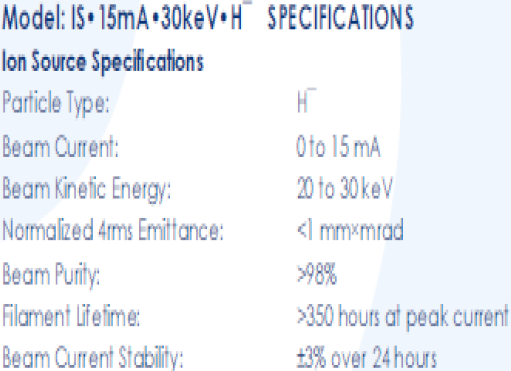 Model: IS•15mA•30keV•H¯ SPECIFICATIONS
Ion Source Specifications
Particle Type: H¯
Beam Current: 0 to 15 mA
Beam Kinetic Energy: 20 to 30 keV
Normalized 4rms Emittance: <1 mm×mrad
Beam Purity: >98%
Filament Lifetime: >350 hours at peak current
Beam Current Stability: ±3% over 24 hours